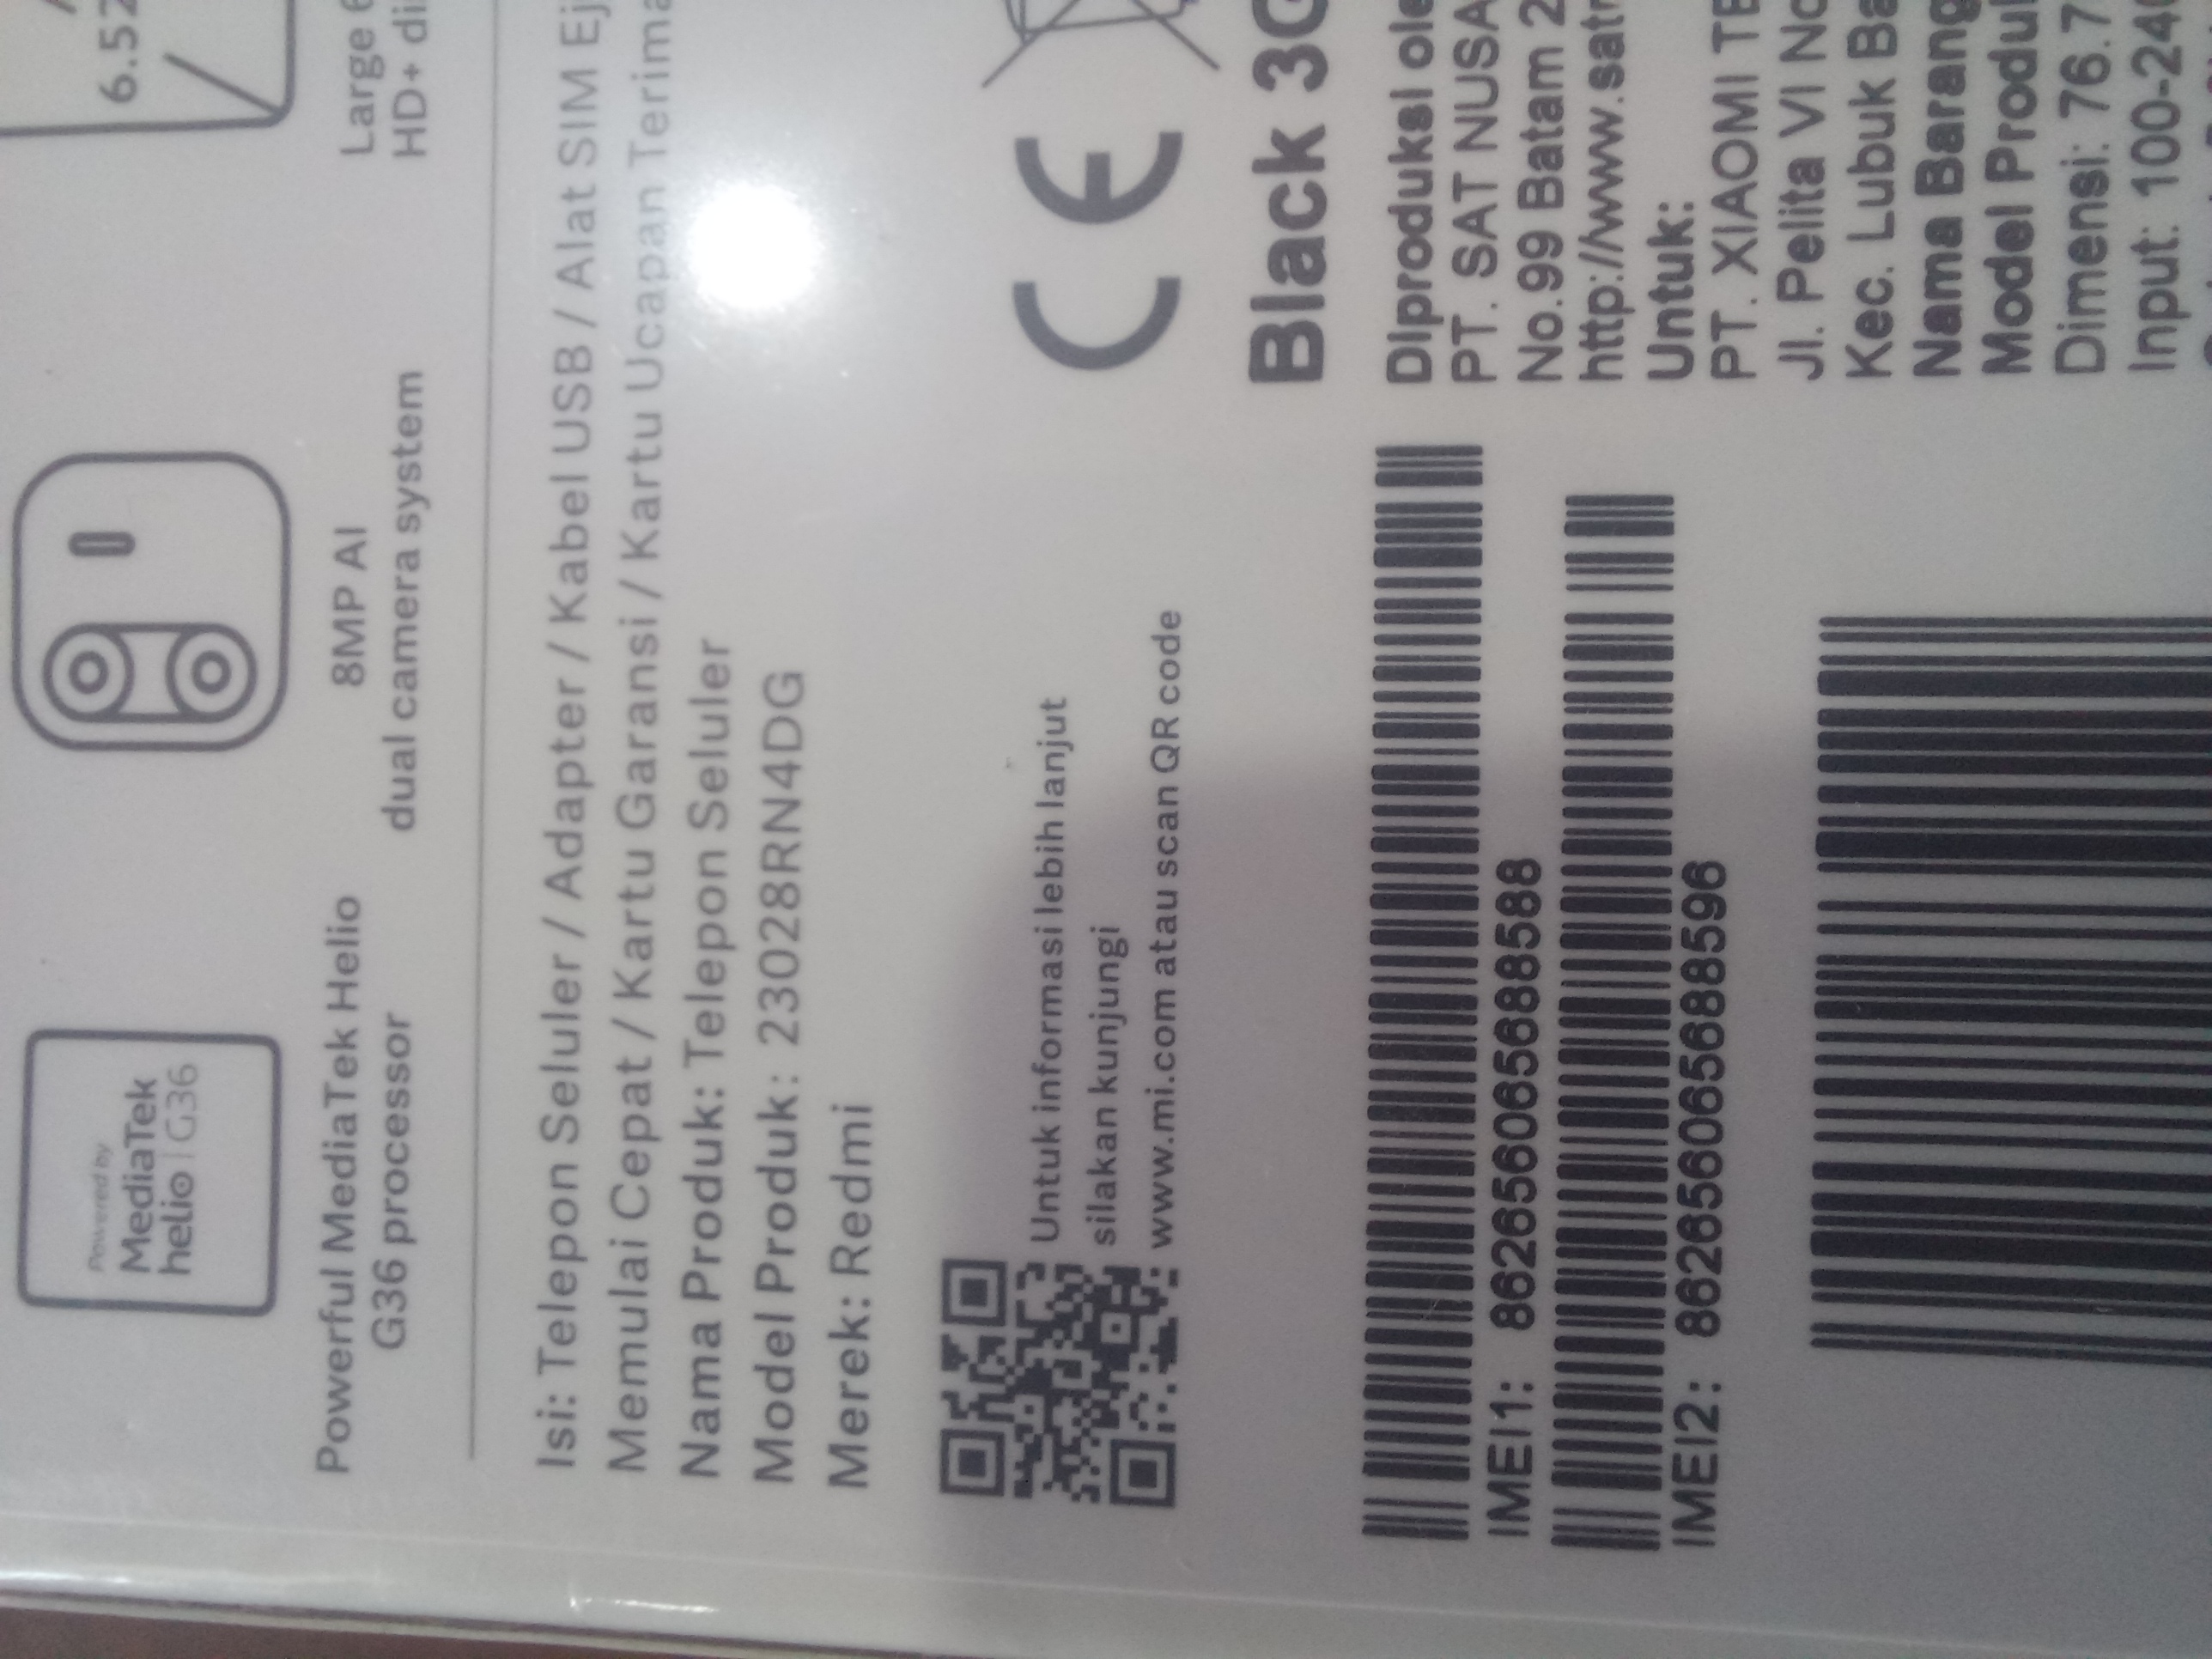 Powered by
MediaTek
helio G36
6.52
Powerful MediaTek Helio
G36 processor
8MP AI
dual camera system
Large 6
HD+
Isi: Telepon Seluler / Adapter / Kabel USB / Alat SIM Ej
Memulai Cepat / Kartu Garansi / Kartu Ucapan Terima
Nama Produk: Telepon Seluler
Model Produk: 23028RN4DG
Merek: Redmi
Untuk informasi lebih lanjut
silakan kunjungi
www.mi.com atau scan QR code
CE
Black 3G
IMEI1: 862656065688588
IMEI2: 862656065688596
Diproduksi ole
PT. SAT NUSA
No.99 Batam 2
http://www.satn
Untuk:
PT. XIAOMI TE
Jl. Pelita VI No
Kec. Lubuk Ba
Nama Barang
Model Produk
Dimensi: 76.7
Input: 100-240